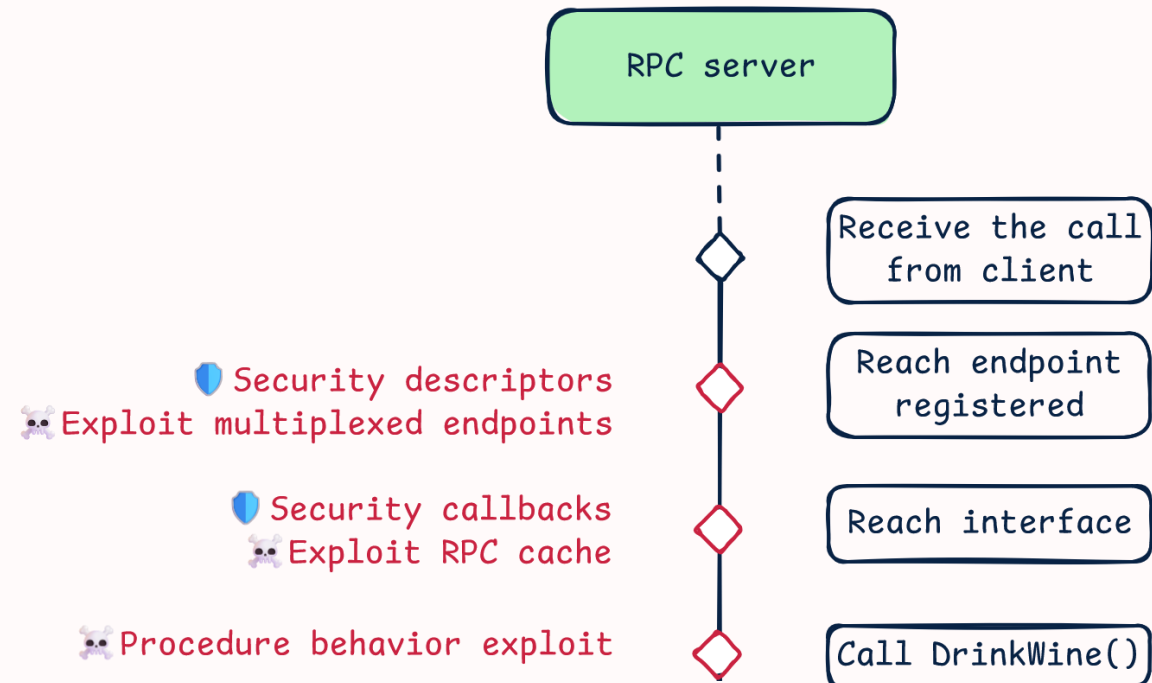 RPC server
Receive the call
from client
Security descriptors
Exploit multiplexed endpoints
Reach endpoint
registered
Security callbacks
Exploit RPC cache
Reach interface
Procedure behavior exploit
Call DrinkWine()